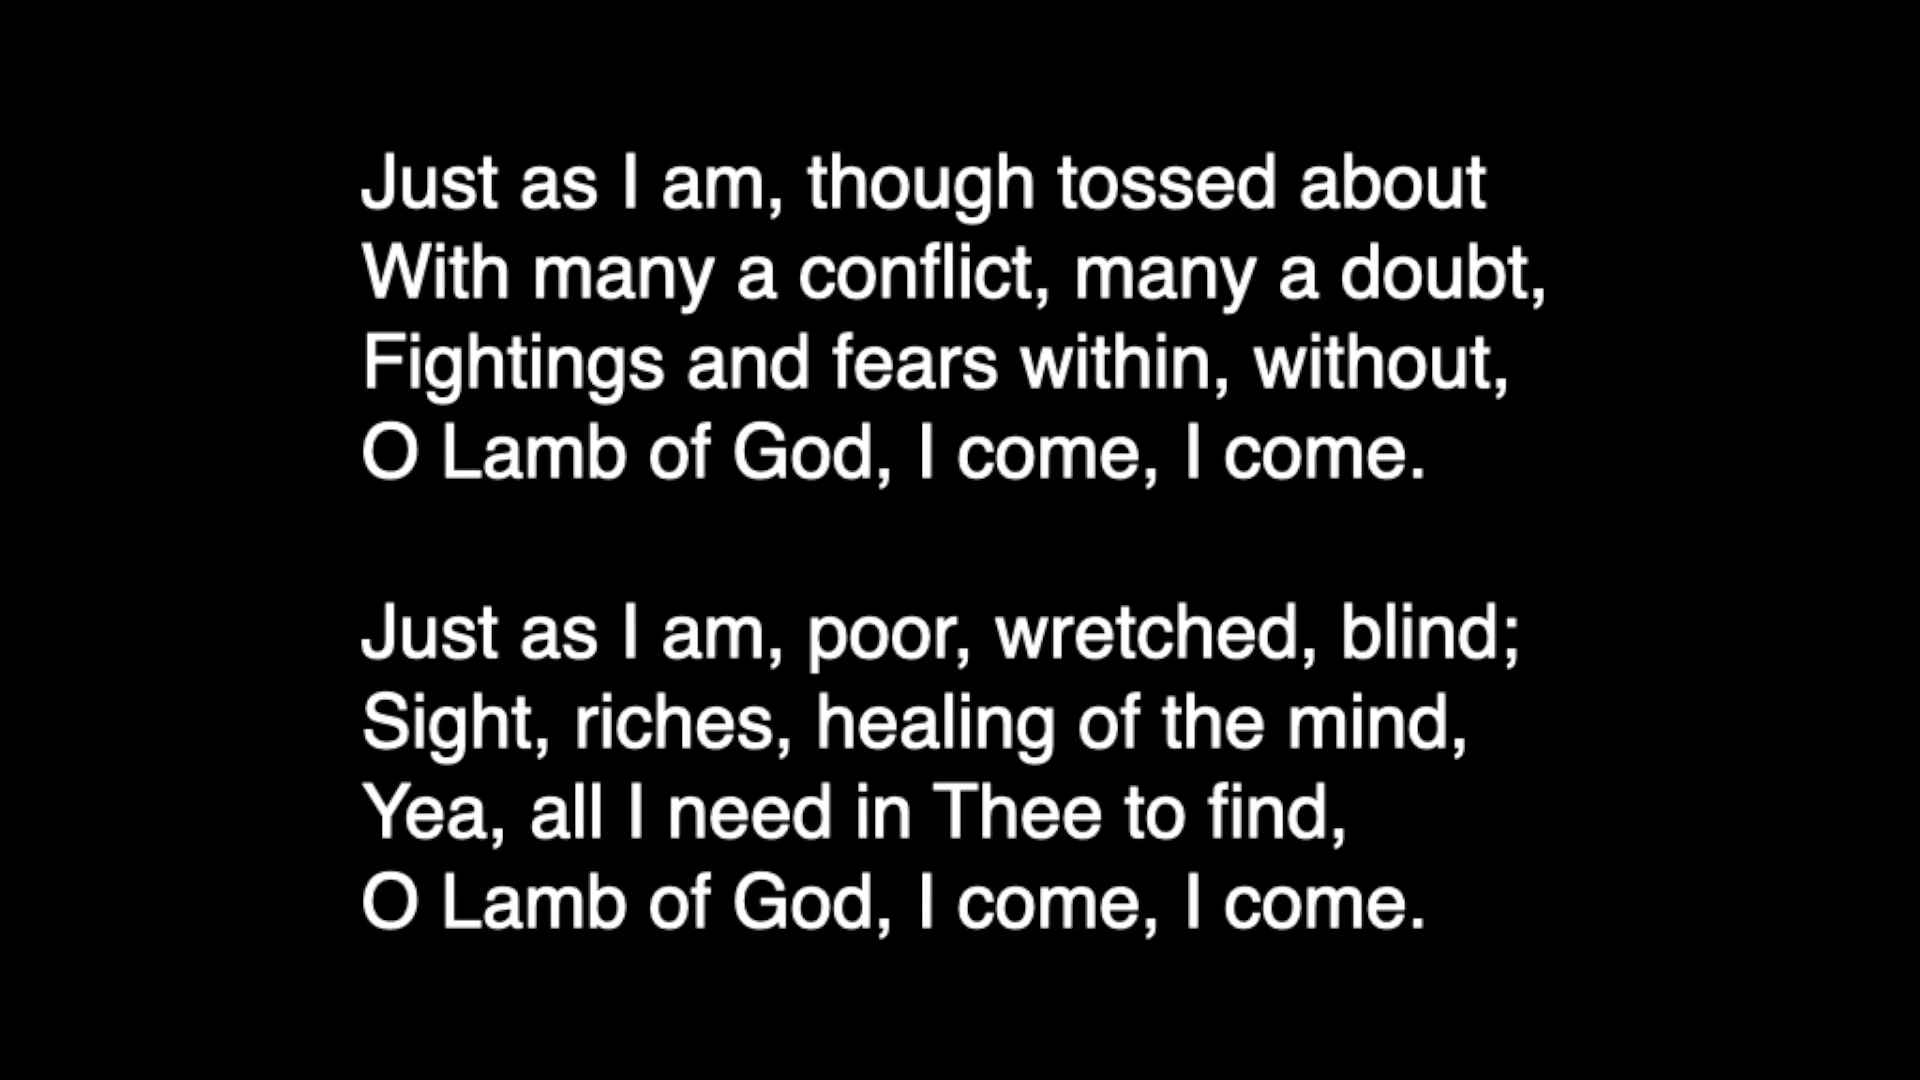 Just as I am, though tossed about
With many a conflict, many a doubt,
Fightings and fears within, without,
O Lamb of God, I come, I come.

Just as I am, poor, wretched, blind;
Sight, riches, healing of the mind,
Yea, all I need in Thee to find,
O Lamb of God, I come, I come.